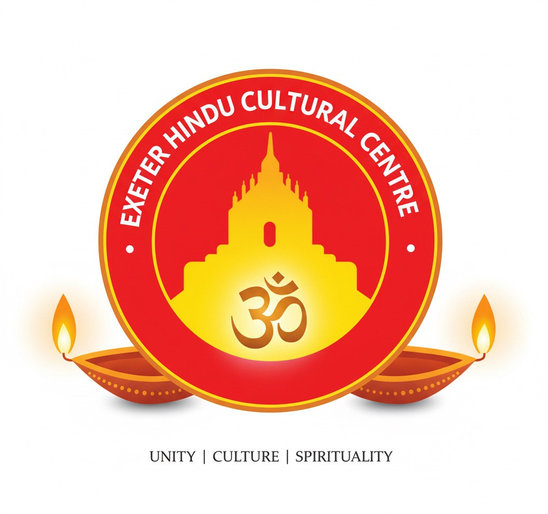 EXETER HINDU CULTURAL CENTRE
ॐ
UNITY | CULTURE | SPIRITUALITY